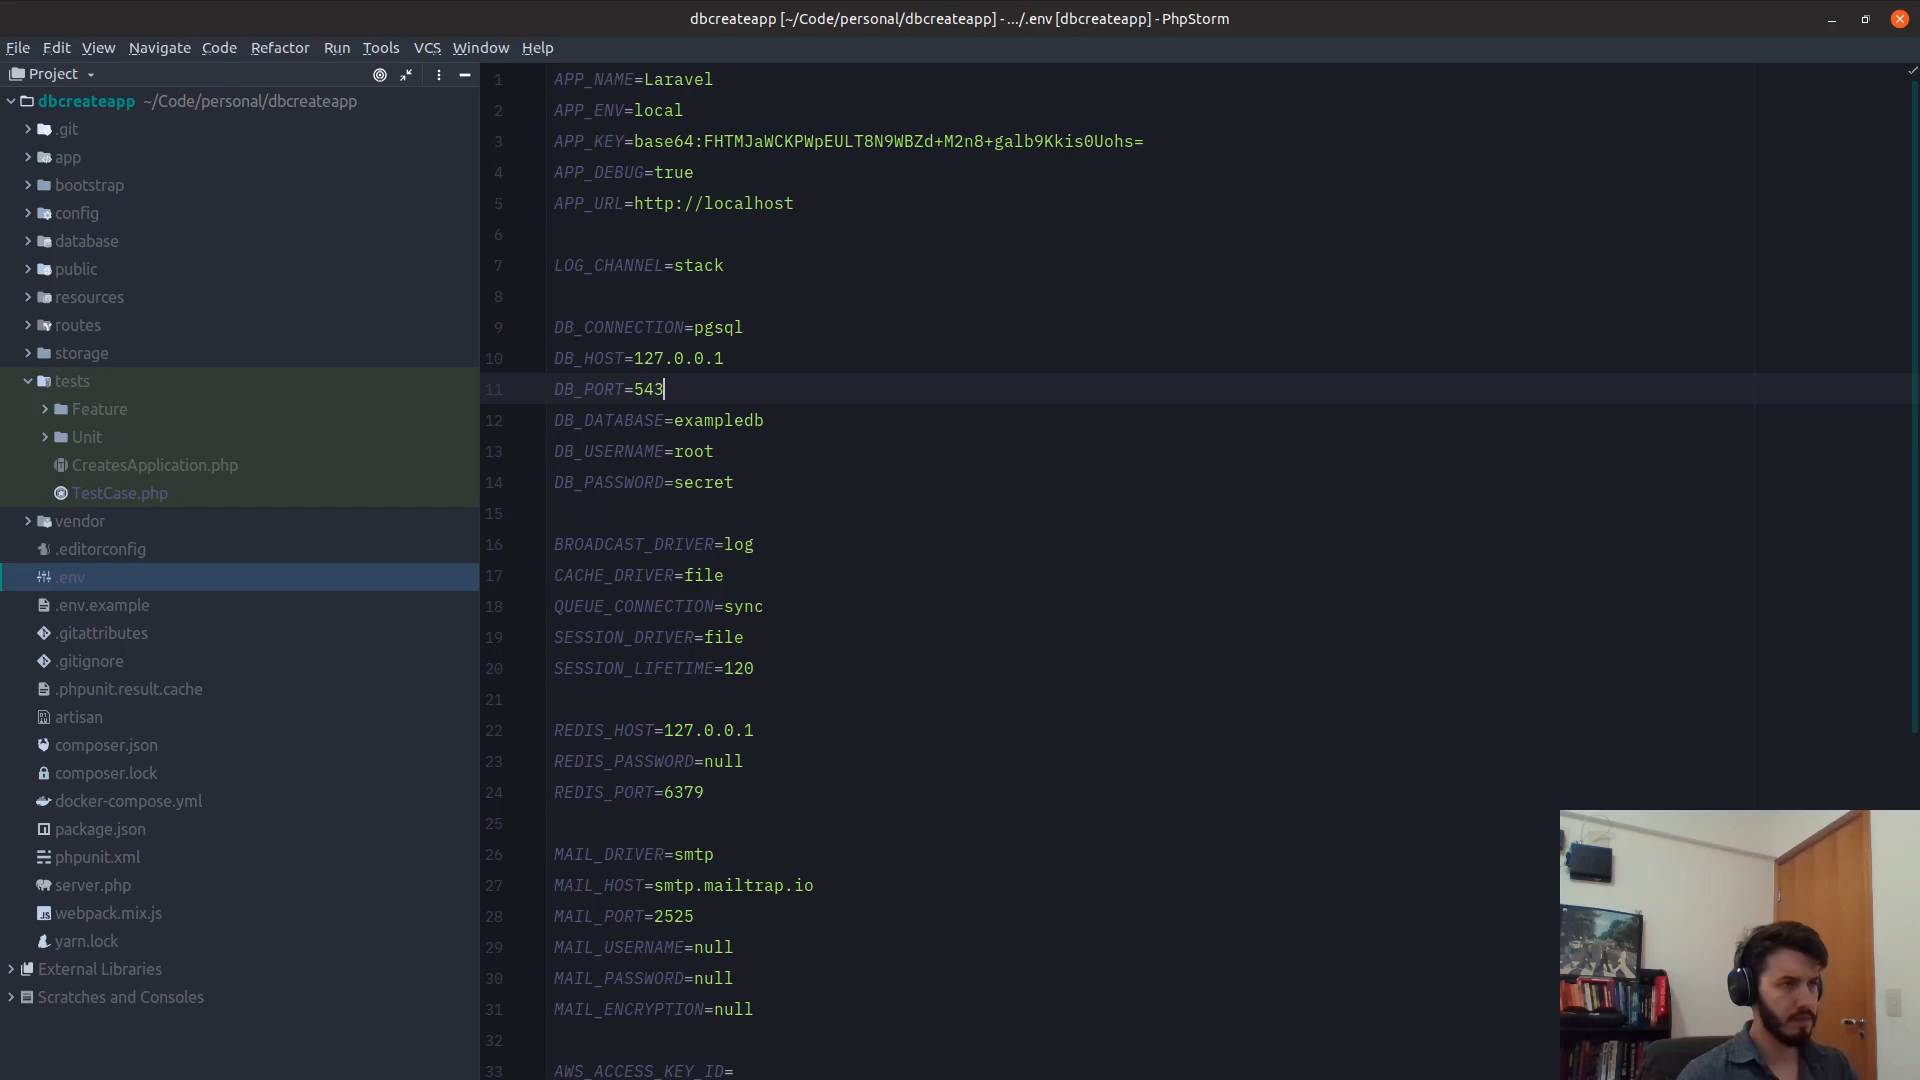 dbcreateapp [~/Code/personal/dbcreateapp] - .../.env [dbcreateapp] - PhpStorm
File Edit View Navigate Code Refactor Run Tools VCS Window Help
Project
dbcreateapp ~/Code/personal/dbcreateapp
.git
app
bootstrap
config
database
public
resources
routes
storage
tests
Feature
Unit
CreatesApplication.php
TestCase.php
vendor
.editorconfig
.env
.env.example
.gitattributes
.gitignore
.phpunit.result.cache
artisan
composer.json
composer.lock
docker-compose.yml
package.json
phpunit.xml
server.php
webpack.mix.js
yarn.lock
External Libraries
Scratches and Consoles
1 APP_NAME=Laravel
2 APP_ENV=local
3 APP_KEY=base64:FHTMJaWCKPWpEULT8N9WBZd+M2n8+galb9Kkis0Uohs=
4 APP_DEBUG=true
5 APP_URL=http://localhost
6
7 LOG_CHANNEL=stack
8
9 DB_CONNECTION=pgsql
10 DB_HOST=127.0.0.1
11 DB_PORT=543
12 DB_DATABASE=exampledb
13 DB_USERNAME=root
14 DB_PASSWORD=secret
15
16 BROADCAST_DRIVER=log
17 CACHE_DRIVER=file
18 QUEUE_CONNECTION=sync
19 SESSION_DRIVER=file
20 SESSION_LIFETIME=120
21
22 REDIS_HOST=127.0.0.1
23 REDIS_PASSWORD=null
24 REDIS_PORT=6379
25
26 MAIL_DRIVER=smtp
27 MAIL_HOST=smtp.mailtrap.io
28 MAIL_PORT=2525
29 MAIL_USERNAME=null
30 MAIL_PASSWORD=null
31 MAIL_ENCRYPTION=null
32
33 AWS_ACCESS_KEY_ID=